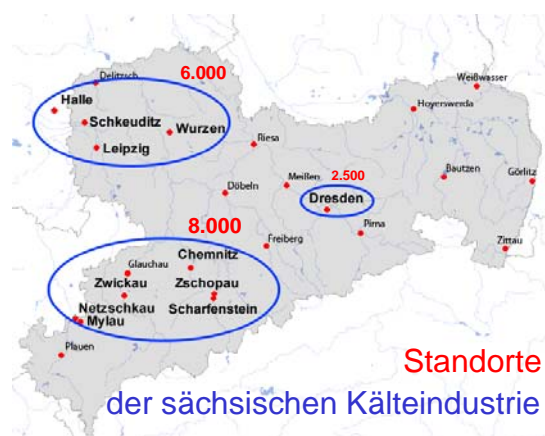 6.000
Delitzsch
Weißwasser
Halle
Hoyerswerda
Schkeuditz
Wurzen
Leipzig
Riesa
Bautzen
Görlitz
Meißen
2.500
Döbeln
Dresden
Pirna
8.000
Freiberg
Zittau
Chemnitz
Glauchau
Zwickau
Zschopau
Netzschkau
Scharfenstein
Mylau
Plauen
Standorte
der sächsischen Kälteindustrie